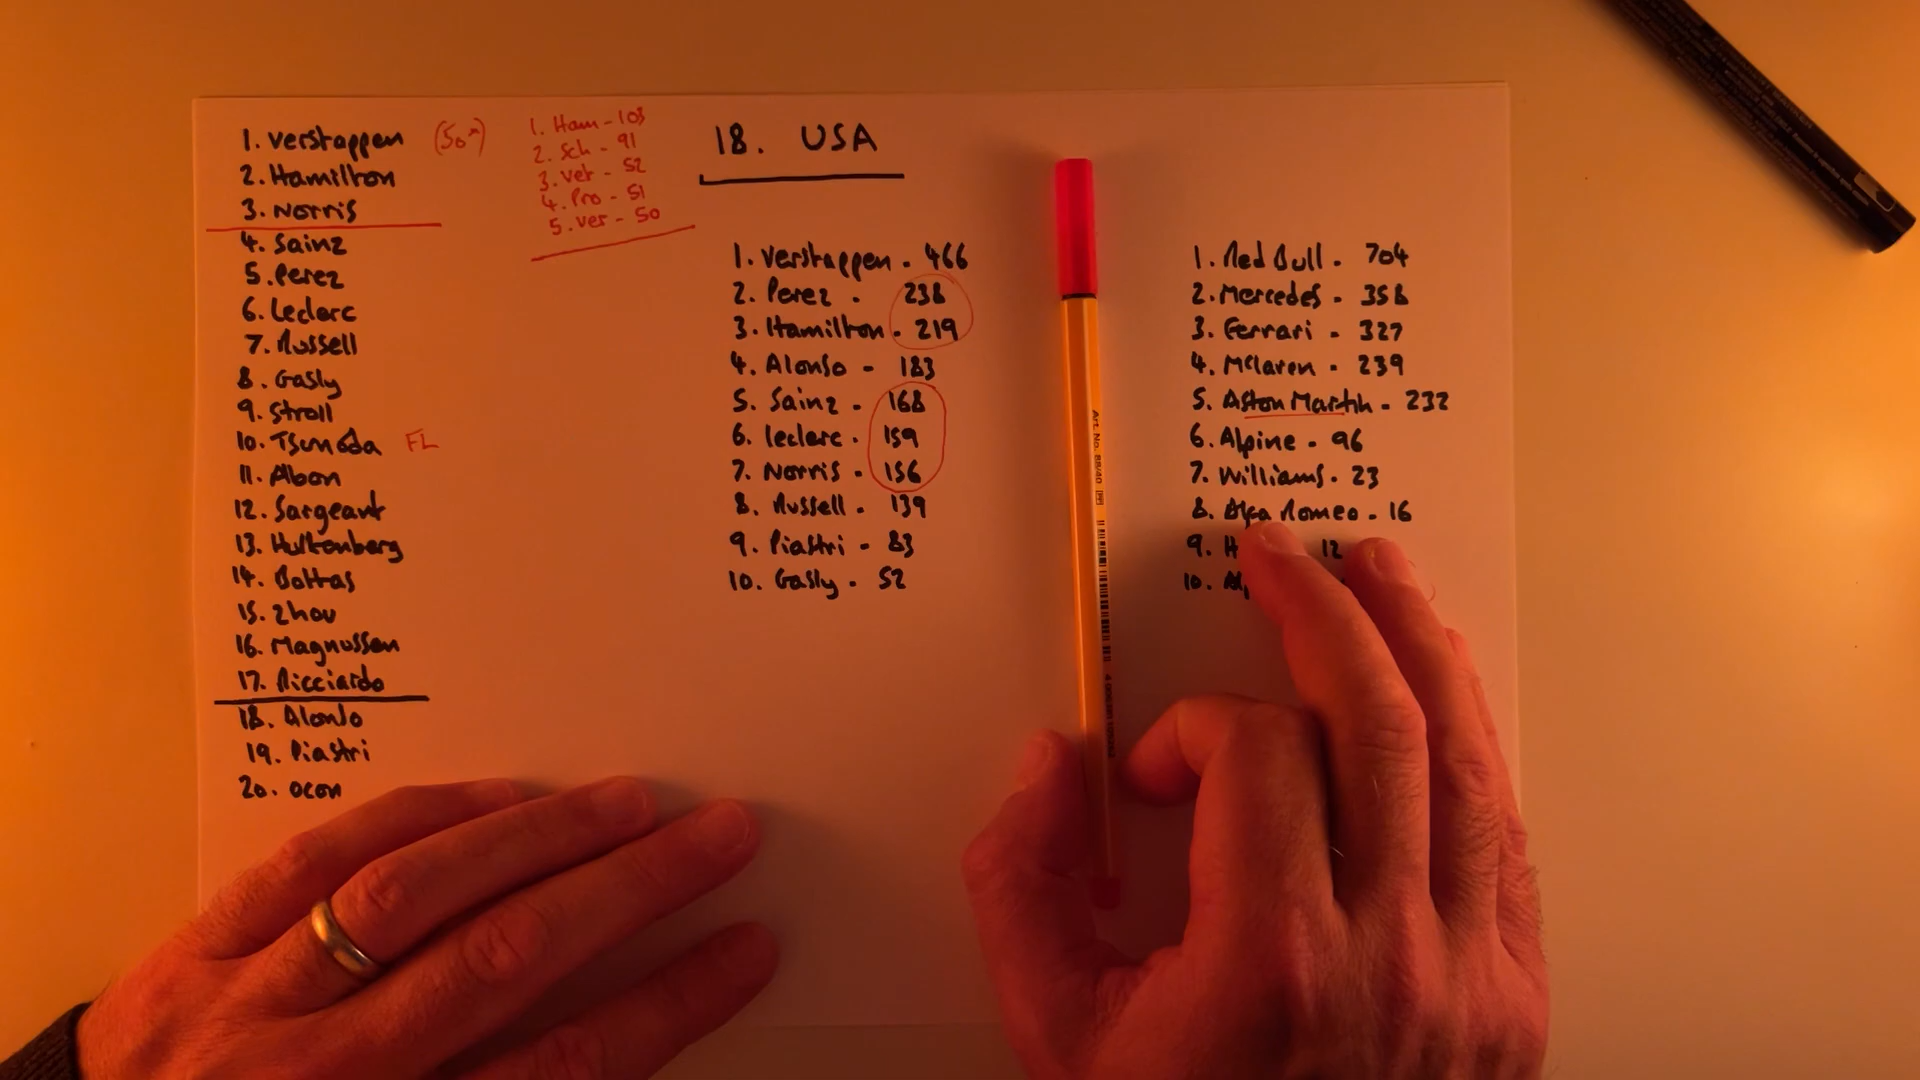 1. Verstappen (50th)
2. Hamilton
3. Norris
4. Sainz
5. Perez
6. Leclerc
7. Russell
8. Gasly
9. Stroll
10. Tsunoda FL
11. Albon
12. Sargeant
13. Hulkenberg
14. Bottas
15. Zhou
16. Magnussen
17. Ricciardo
18. Alonso
19. Piastri
20. Ocon
1. Ham - 103
2. Sch - 91
3. Vet - 52
4. Pro - 51
5. Ver - 50
18. USA
1. Verstappen - 466
2. Perez - 238
3. Hamilton - 219
4. Alonso - 183
5. Sainz - 168
6. Leclerc - 159
7. Norris - 156
8. Russell - 139
9. Piastri - 83
10. Gasly - 52
1. Red Bull - 704
2. Mercedes - 358
3. Ferrari - 327
4. McLaren - 239
5. Aston Martin - 232
6. Alpine - 96
7. Williams - 23
8. Alfa Romeo - 16
9. H 12
10. Alp
Art. No. 88/40